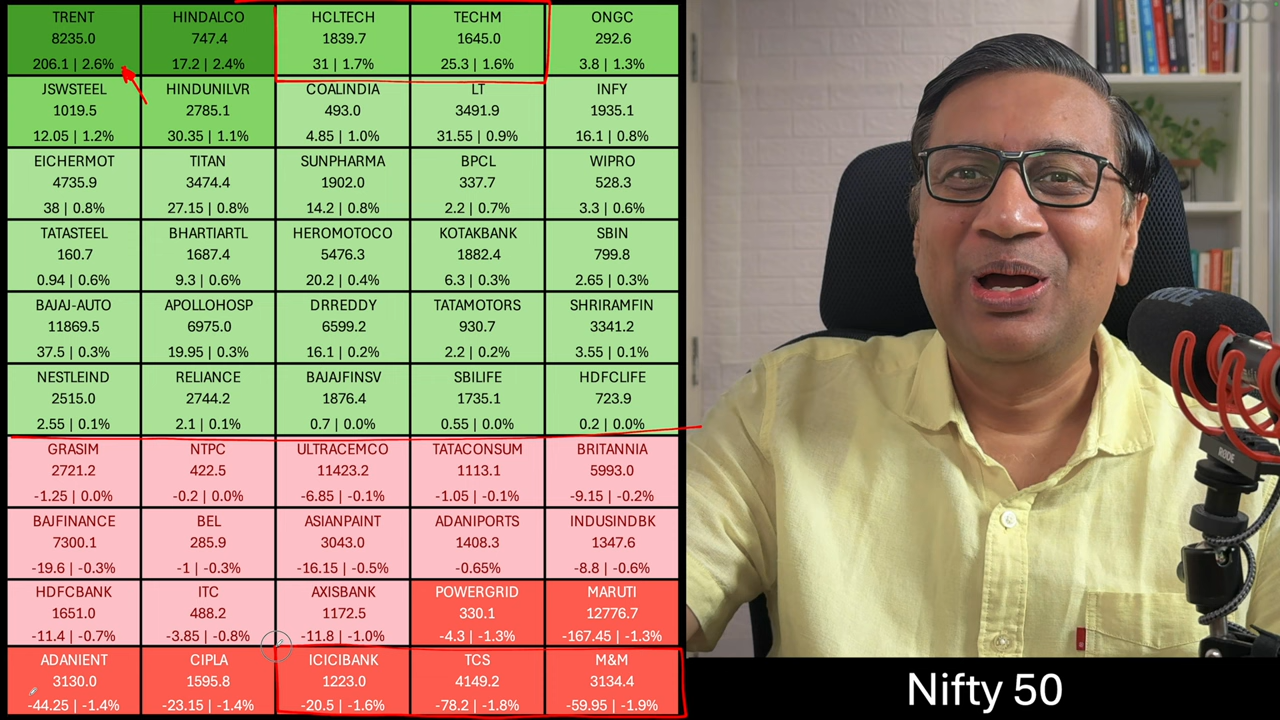 TRENT
8235.0
206.1 | 2.6%
HINDALCO
747.4
17.2 | 2.4%
HCLTECH
1839.7
31 | 1.7%
TECHM
1645.0
25.3 | 1.6%
ONGC
292.6
3.8 | 1.3%
JSWSTEEL
1019.5
12.05 | 1.2%
HINDUNILVR
2785.1
30.35 | 1.1%
COALINDIA
493.0
4.85 | 1.0%
LT
3491.9
31.55 | 0.9%
INFY
1935.1
16.1 | 0.8%
EICHERMOT
4735.9
38 | 0.8%
TITAN
3474.4
27.15 | 0.8%
SUNPHARMA
1902.0
14.2 | 0.8%
BPCL
337.7
2.2 | 0.7%
WIPRO
528.3
3.3 | 0.6%
TATASTEEL
160.7
0.94 | 0.6%
BHARTIARTL
1687.4
9.3 | 0.6%
HEROMOTOCO
5476.3
20.2 | 0.4%
KOTAKBANK
1882.4
6.3 | 0.3%
SBIN
799.8
2.65 | 0.3%
BAJAJ-AUTO
11869.5
37.5 | 0.3%
APOLLOHOSP
6975.0
19.95 | 0.3%
DRREDDY
6599.2
16.1 | 0.2%
TATAMOTORS
930.7
2.2 | 0.2%
SHRIRAMFIN
3341.2
3.55 | 0.1%
NESTLEIND
2515.0
2.55 | 0.1%
RELIANCE
2744.2
2.1 | 0.1%
BAJAJFINSV
1876.4
0.7 | 0.0%
SBILIFE
1735.1
0.55 | 0.0%
HDFCLIFE
723.9
0.2 | 0.0%
GRASIM
2721.2
-1.25 | 0.0%
NTPC
422.5
-0.2 | 0.0%
ULTRACEMCO
11423.2
-6.85 | -0.1%
TATACONSUM
1113.1
-1.05 | -0.1%
BRITANNIA
5993.0
-9.15 | -0.2%
BAJFINANCE
7300.1
-19.6 | -0.3%
BEL
285.9
-1 | -0.3%
ASIANPAINT
3043.0
-16.15 | -0.5%
ADANIPORTS
1408.3
-0.65%
INDUSINDBK
1347.6
-8.8 | -0.6%
HDFCBANK
1651.0
-11.4 | -0.7%
ITC
488.2
-3.85 | -0.8%
AXISBANK
1172.5
-11.8 | -1.0%
POWERGRID
330.1
-4.3 | -1.3%
MARUTI
12776.7
-167.45 | -1.3%
ADANIENT
3130.0
-44.25 | -1.4%
CIPLA
1595.8
-23.15 | -1.4%
ICICIBANK
1223.0
-20.5 | -1.6%
TCS
4149.2
-78.2 | -1.8%
M&M
3134.4
-59.95 | -1.9%
RØDE
RØDE
Nifty 50